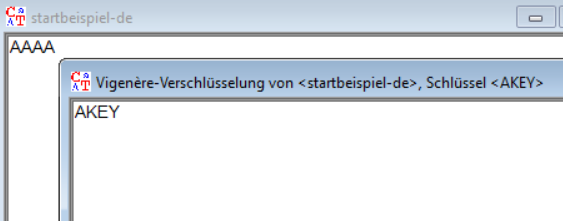 startbeispiel-de
AAAA
Vigenère-Verschlüsselung von <startbeispiel-de>, Schlüssel <AKEY>
AKEY